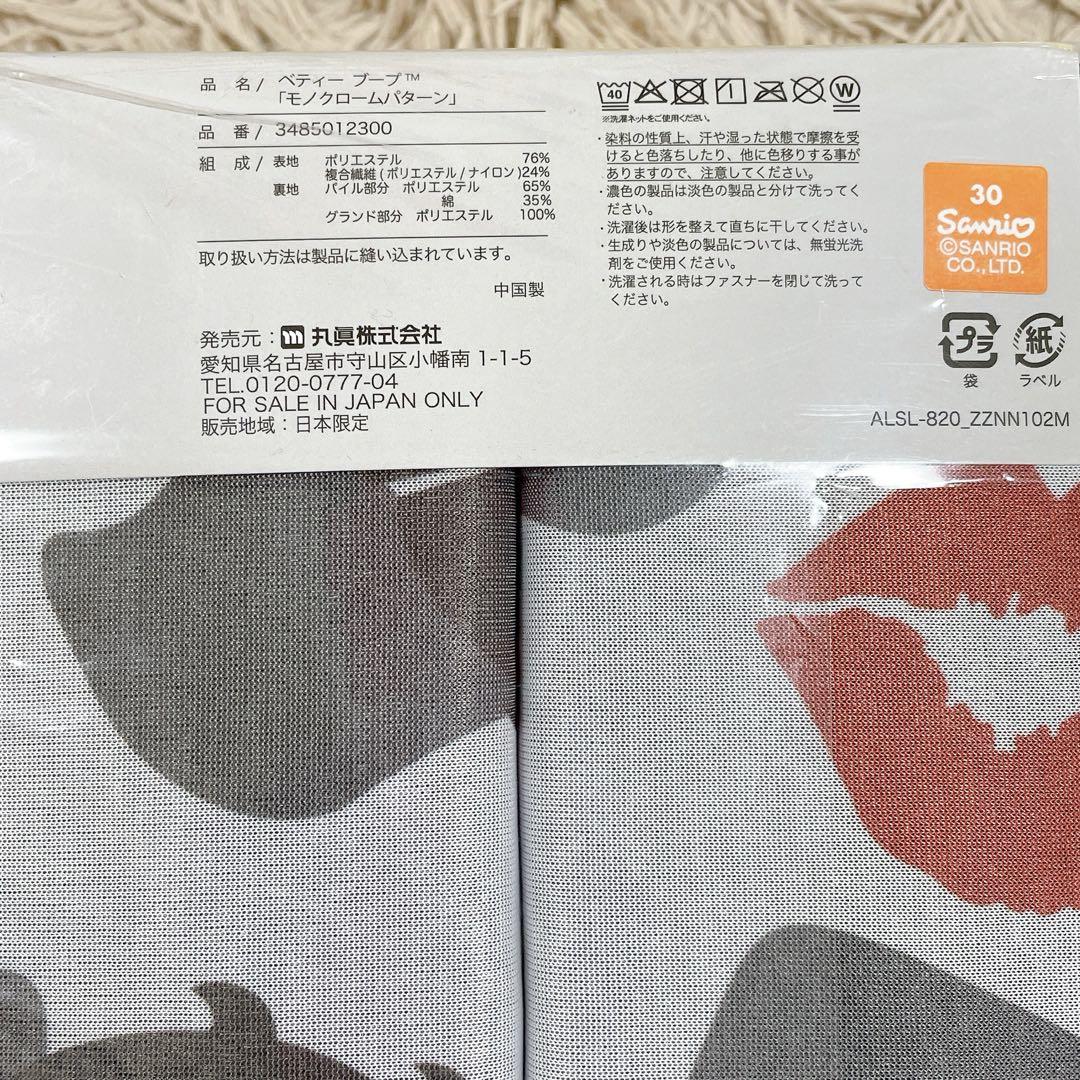 品 名/ ベティー ブープ™
「モノクロームパターン」
品 番/ 3485012300
組 成/ 表地 ポリエステル 76%
複合繊維(ポリエステル/ナイロン)24%
裏地 パイル部分 ポリエステル 65%
綿 35%
グランド部分 ポリエステル 100%
取り扱い方法は製品に縫い込まれています。
中国製
発売元: 丸眞株式会社
愛知県名古屋市守山区小幡南 1-1-5
TEL.0120-0777-04
FOR SALE IN JAPAN ONLY
販売地域:日本限定
40 W
※洗濯ネットをご使用ください。
・染料の性質上、汗や湿った状態で摩擦を受
けると色落ちしたり、他に色移りする事が
ありますので、注意してください。
・濃色の製品は淡色の製品と分けて洗ってく
ださい。
・洗濯後は形を整えて直ちに干してください。
・生成りや淡色の製品については、無蛍光洗
剤をご使用ください。
・洗濯される時はファスナーを閉じて洗って
ください。
30
Sanrio
©SANRIO
CO.,LTD.
プラ 紙
袋 ラベル
ALSL-820_ZZNN102M